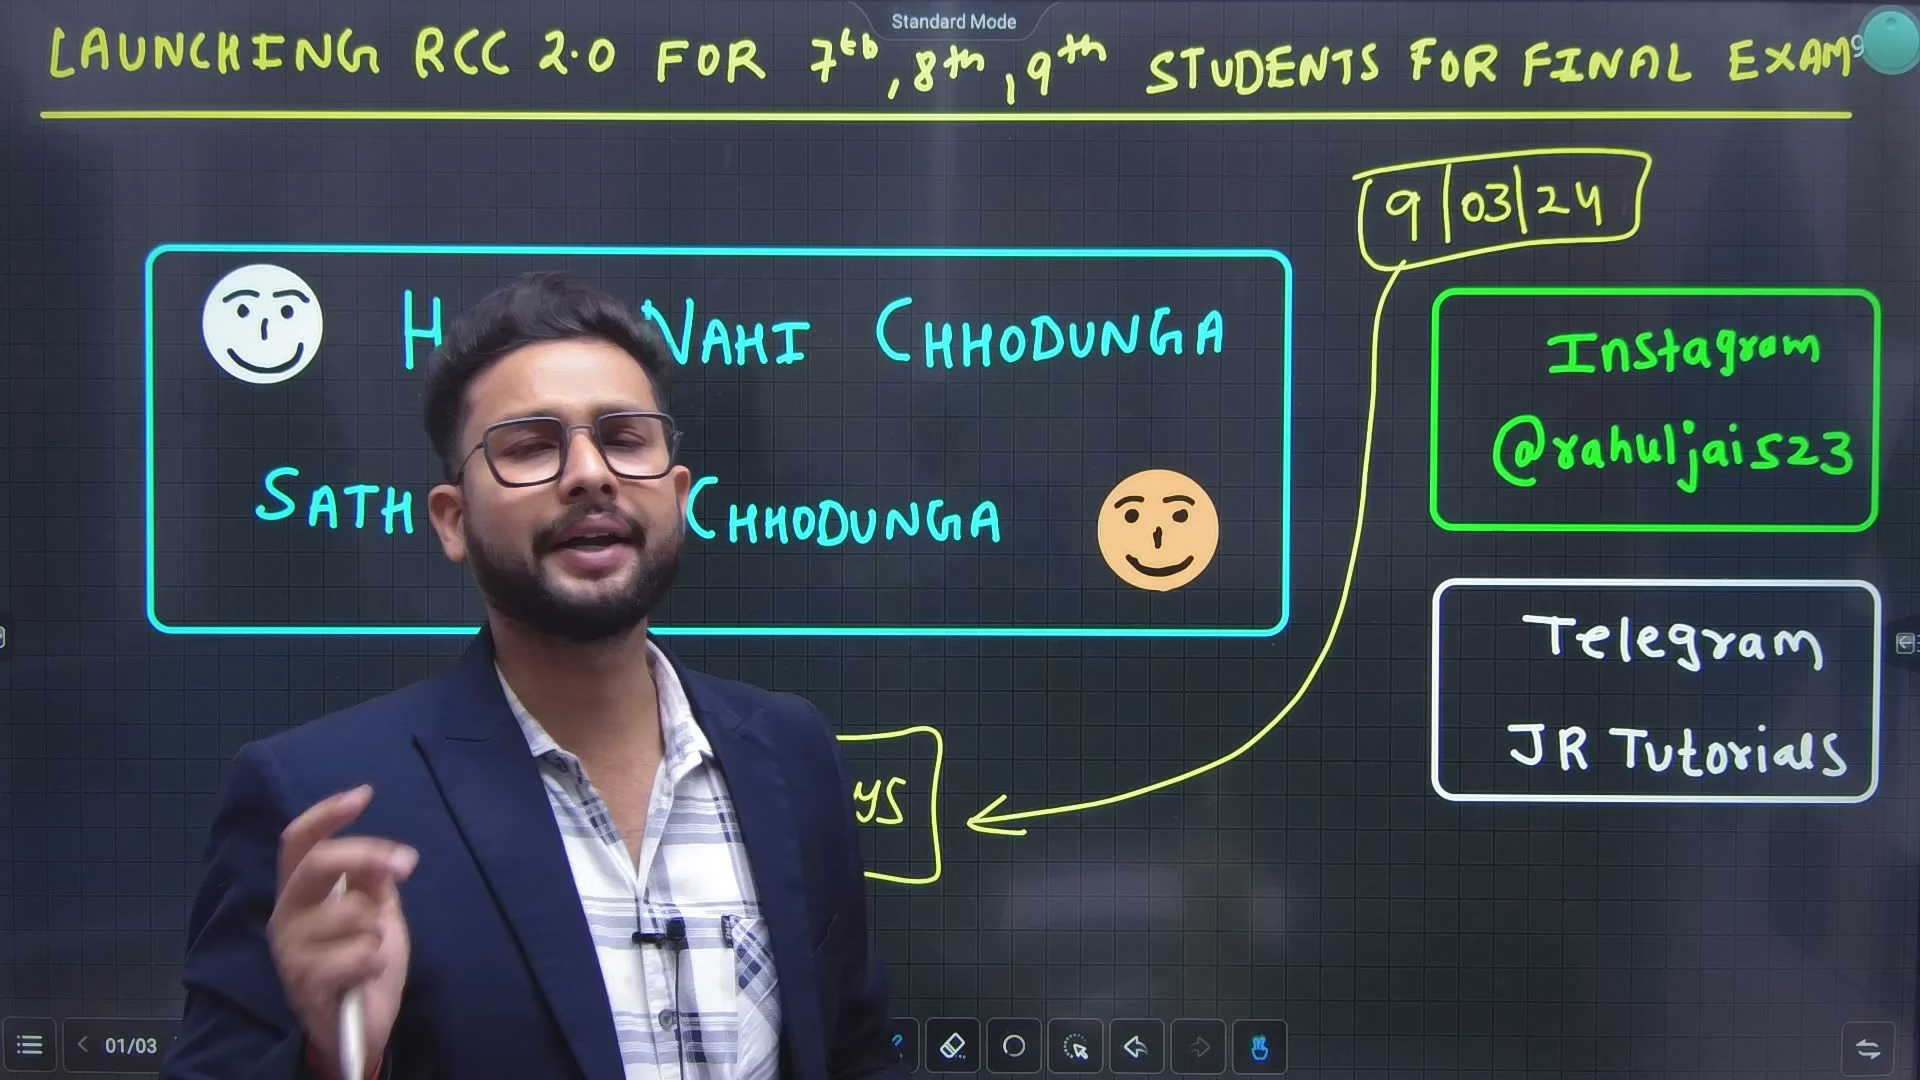 Standard Mode
LAUNCHING RCC 2.0 FOR 7th, 8th, 9th STUDENTS FOR FINAL EXAM
9|03|24
NAHI CHHODUNGA
SATH CHHODUNGA
Instagram
@rahuljais23
Telegram
JR Tutorials
01/03